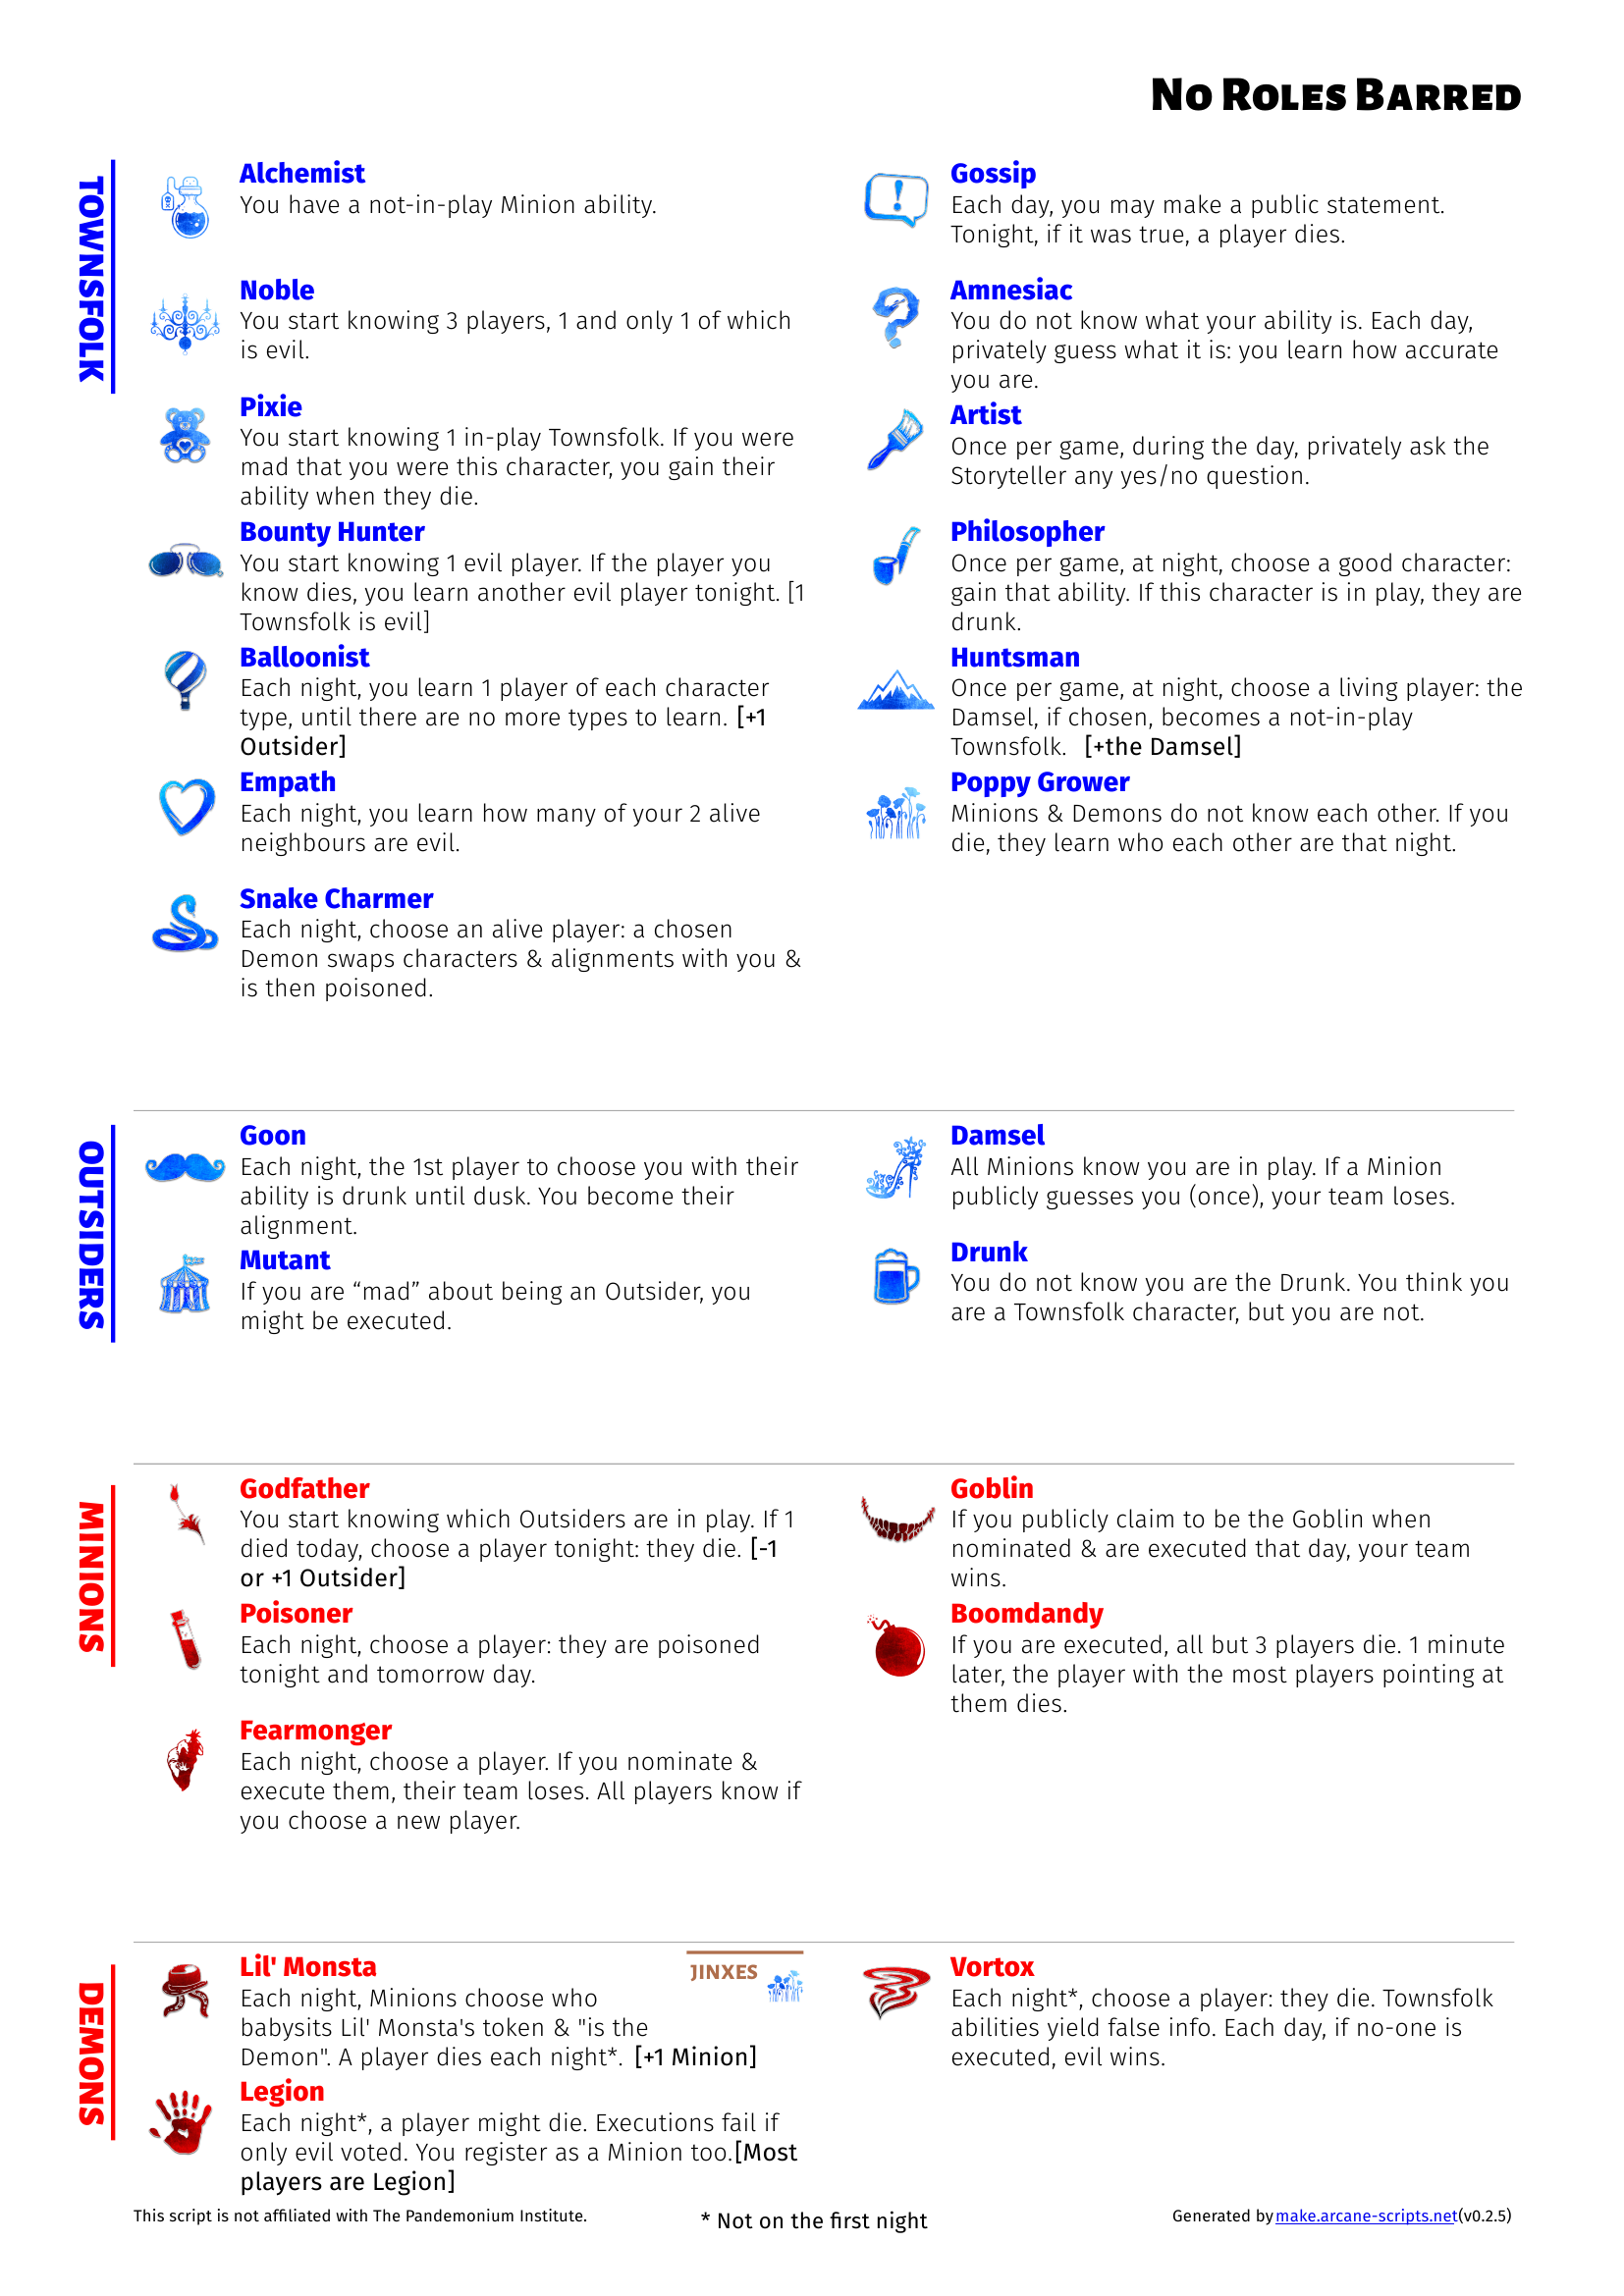 No Roles Barred
TOWNSFOLK
Alchemist
You have a not-in-play Minion ability.
Noble
You start knowing 3 players, 1 and only 1 of which
is evil.
Pixie
You start knowing 1 in-play Townsfolk. If you were
mad that you were this character, you gain their
ability when they die.
Bounty Hunter
You start knowing 1 evil player. If the player you
know dies, you learn another evil player tonight. [1
Townsfolk is evil]
Balloonist
Each night, you learn 1 player of each character
type, until there are no more types to learn. [+1
Outsider]
Empath
Each night, you learn how many of your 2 alive
neighbours are evil.
Snake Charmer
Each night, choose an alive player: a chosen
Demon swaps characters & alignments with you &
is then poisoned.
Gossip
Each day, you may make a public statement.
Tonight, if it was true, a player dies.
Amnesiac
You do not know what your ability is. Each day,
privately guess what it is: you learn how accurate
you are.
Artist
Once per game, during the day, privately ask the
Storyteller any yes/no question.
Philosopher
Once per game, at night, choose a good character:
gain that ability. If this character is in play, they are
drunk.
Huntsman
Once per game, at night, choose a living player: the
Damsel, if chosen, becomes a not-in-play
Townsfolk. [+the Damsel]
Poppy Grower
Minions & Demons do not know each other. If you
die, they learn who each other are that night.
OUTSIDERS
Goon
Each night, the 1st player to choose you with their
ability is drunk until dusk. You become their
alignment.
Mutant
If you are “mad” about being an Outsider, you
might be executed.
Damsel
All Minions know you are in play. If a Minion
publicly guesses you (once), your team loses.
Drunk
You do not know you are the Drunk. You think you
are a Townsfolk character, but you are not.
MINIONS
Godfather
You start knowing which Outsiders are in play. If 1
died today, choose a player tonight: they die. [-1
or +1 Outsider]
Poisoner
Each night, choose a player: they are poisoned
tonight and tomorrow day.
Fearmonger
Each night, choose a player. If you nominate &
execute them, their team loses. All players know if
you choose a new player.
Goblin
If you publicly claim to be the Goblin when
nominated & are executed that day, your team
wins.
Boomdandy
If you are executed, all but 3 players die. 1 minute
later, the player with the most players pointing at
them dies.
DEMONS
Lil' Monsta
JINXES
Each night, Minions choose who
babysits Lil' Monsta's token & "is the
Demon". A player dies each night*. [+1 Minion]
Legion
Each night*, a player might die. Executions fail if
only evil voted. You register as a Minion too.[Most
players are Legion]
Vortox
Each night*, choose a player: they die. Townsfolk
abilities yield false info. Each day, if no-one is
executed, evil wins.
This script is not affiliated with The Pandemonium Institute.
* Not on the first night
Generated by make.arcane-scripts.net(v0.2.5)